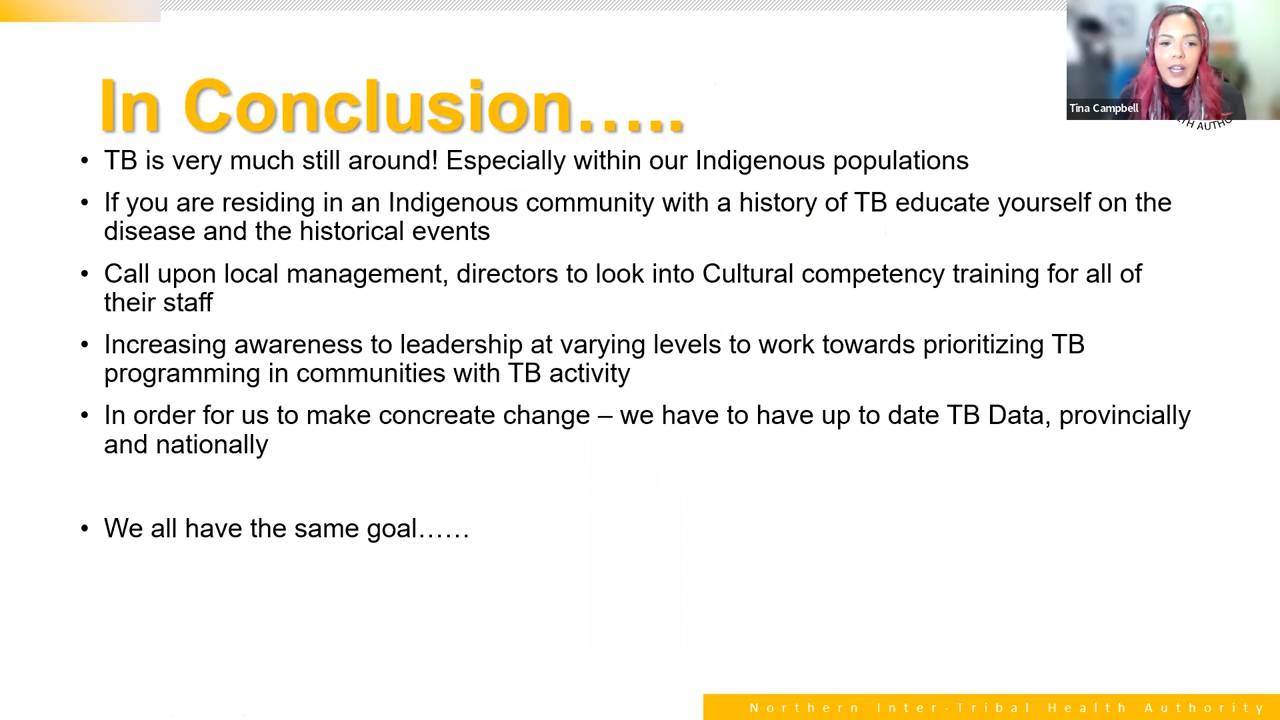 In Conclusion…..
Tina Campbell
TH AUTHO
• TB is very much still around! Especially within our Indigenous populations
• If you are residing in an Indigenous community with a history of TB educate yourself on the
disease and the historical events
• Call upon local management, directors to look into Cultural competency training for all of
their staff
• Increasing awareness to leadership at varying levels to work towards prioritizing TB
programming in communities with TB activity
• In order for us to make concreate change – we have to have up to date TB Data, provincially
and nationally
• We all have the same goal……
Northern Inter-Tribal Health Authority